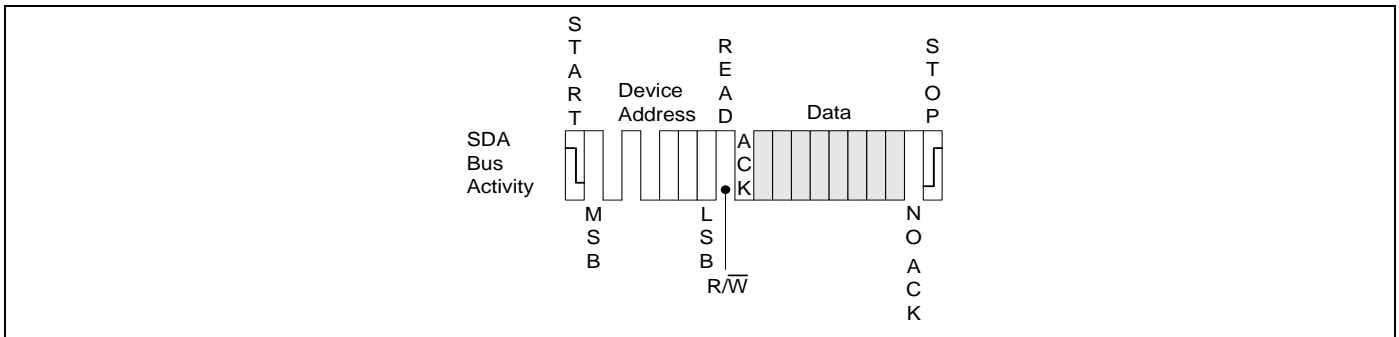 START
READ
STOP
Device
Address
Data
SDA
Bus
Activity
ACK
MSB
LSB
R/W̅
NO ACK